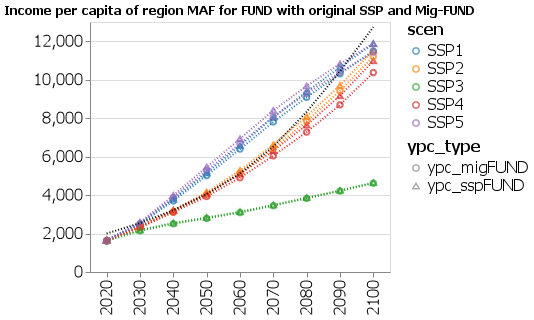 Income per capita of region MAF for FUND with original SSP and Mig-FUND
12,000
10,000
8,000
6,000
4,000
2,000
0
2020
2030
2040
2050
2060
2070
2080
2090
2100
scen
SSP1
SSP2
SSP3
SSP4
SSP5
ypc_type
ypc_migFUND
ypc_sspFUND